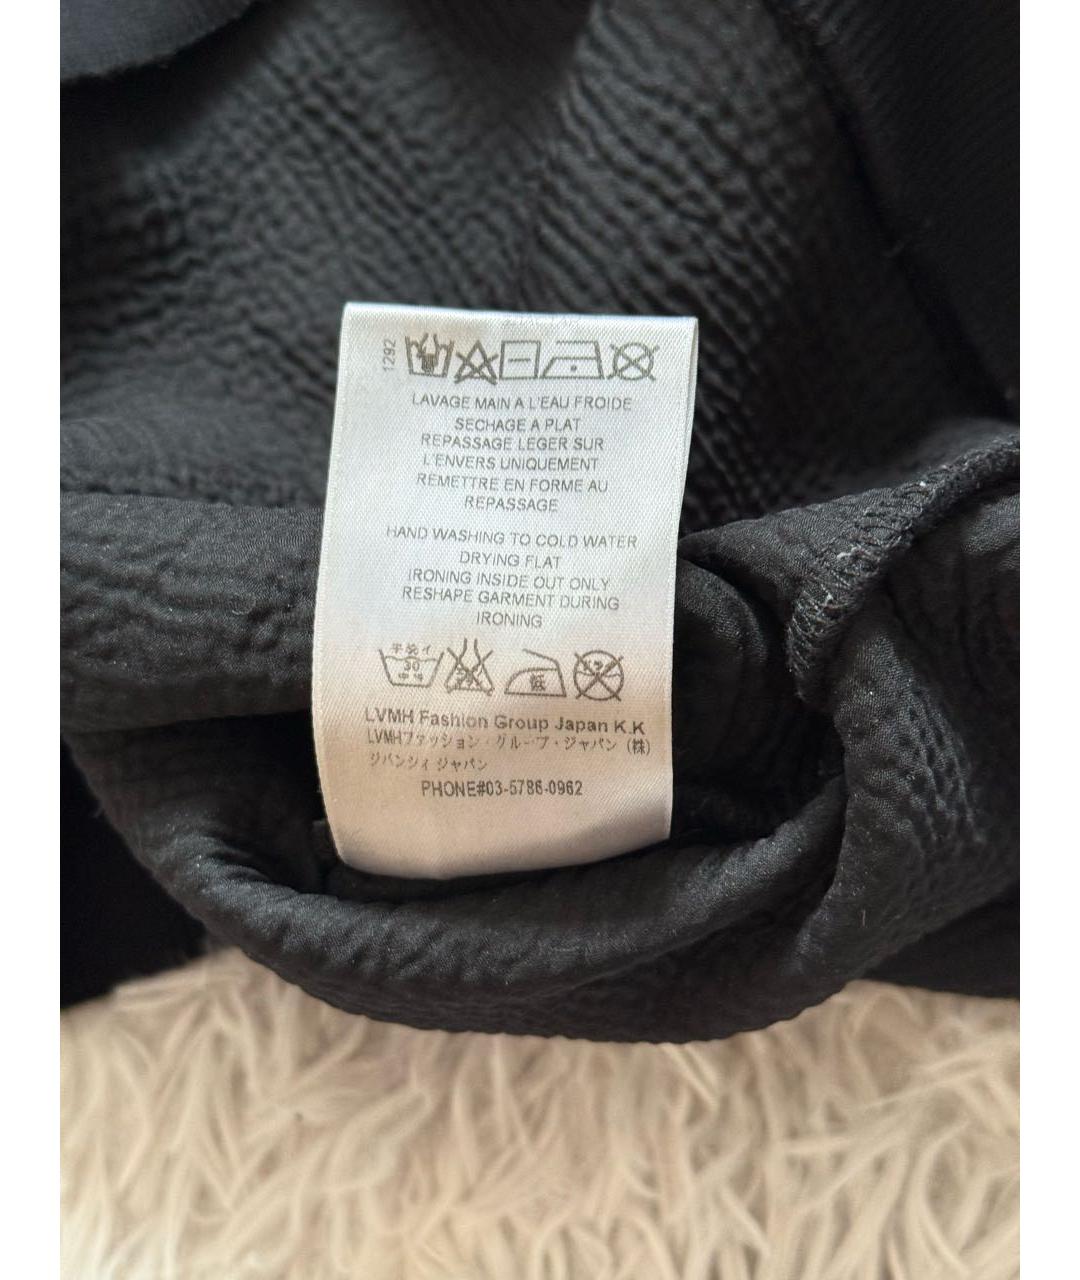 1292
LAVAGE MAIN A L'EAU FROIDE
SECHAGE A PLAT
REPASSAGE LEGER SUR
L'ENVERS UNIQUEMENT
REMETTRE EN FORME AU
REPASSAGE
HAND WASHING TO COLD WATER
DRYING FLAT
IRONING INSIDE OUT ONLY
RESHAPE GARMENT DURING
IRONING
手洗イ
30
低
LVMH Fashion Group Japan K.K
LVMHファッション・グループ・ジャパン (株)
ジバンシィ ジャパン
PHONE#03-5786-0962